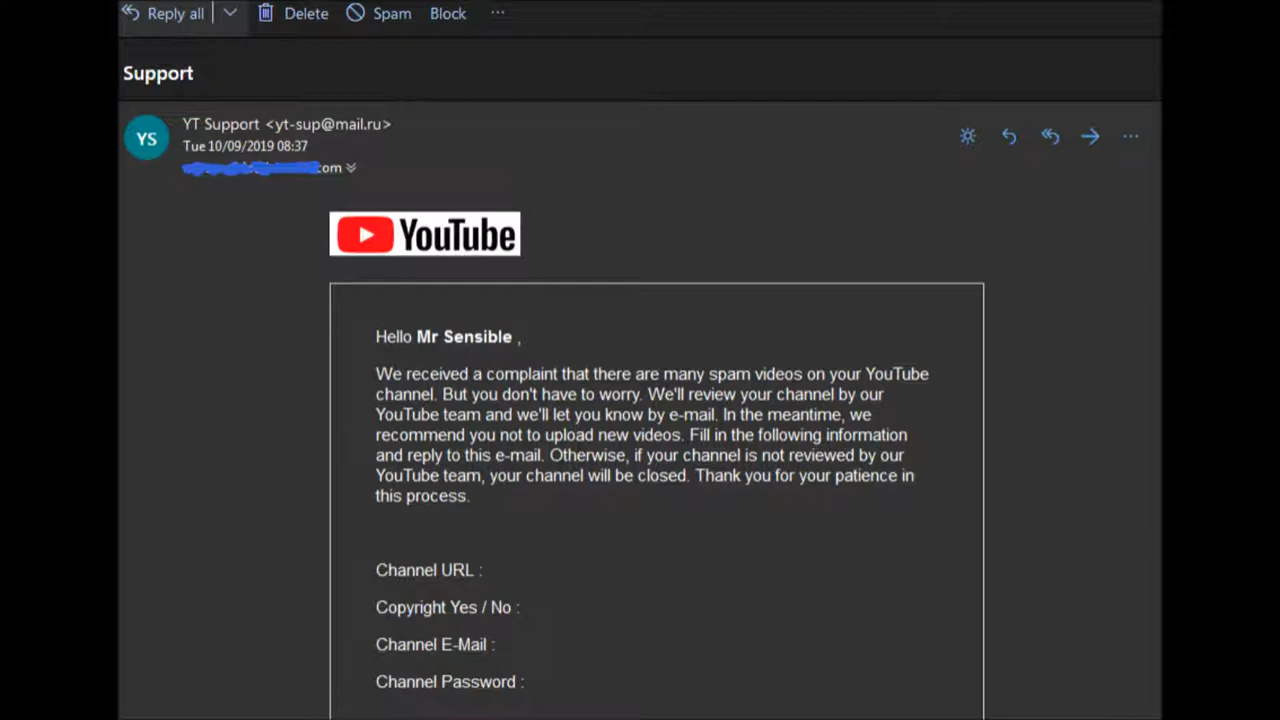 Reply all
Delete
Spam
Block
Support
YS
YT Support <yt-sup@mail.ru>
Tue 10/09/2019 08:37
om
YouTube
Hello Mr Sensible ,
We received a complaint that there are many spam videos on your YouTube
channel. But you don't have to worry. We'll review your channel by our
YouTube team and we'll let you know by e-mail. In the meantime, we
recommend you not to upload new videos. Fill in the following information
and reply to this e-mail. Otherwise, if your channel is not reviewed by our
YouTube team, your channel will be closed. Thank you for your patience in
this process.
Channel URL :
Copyright Yes / No :
Channel E-Mail :
Channel Password :